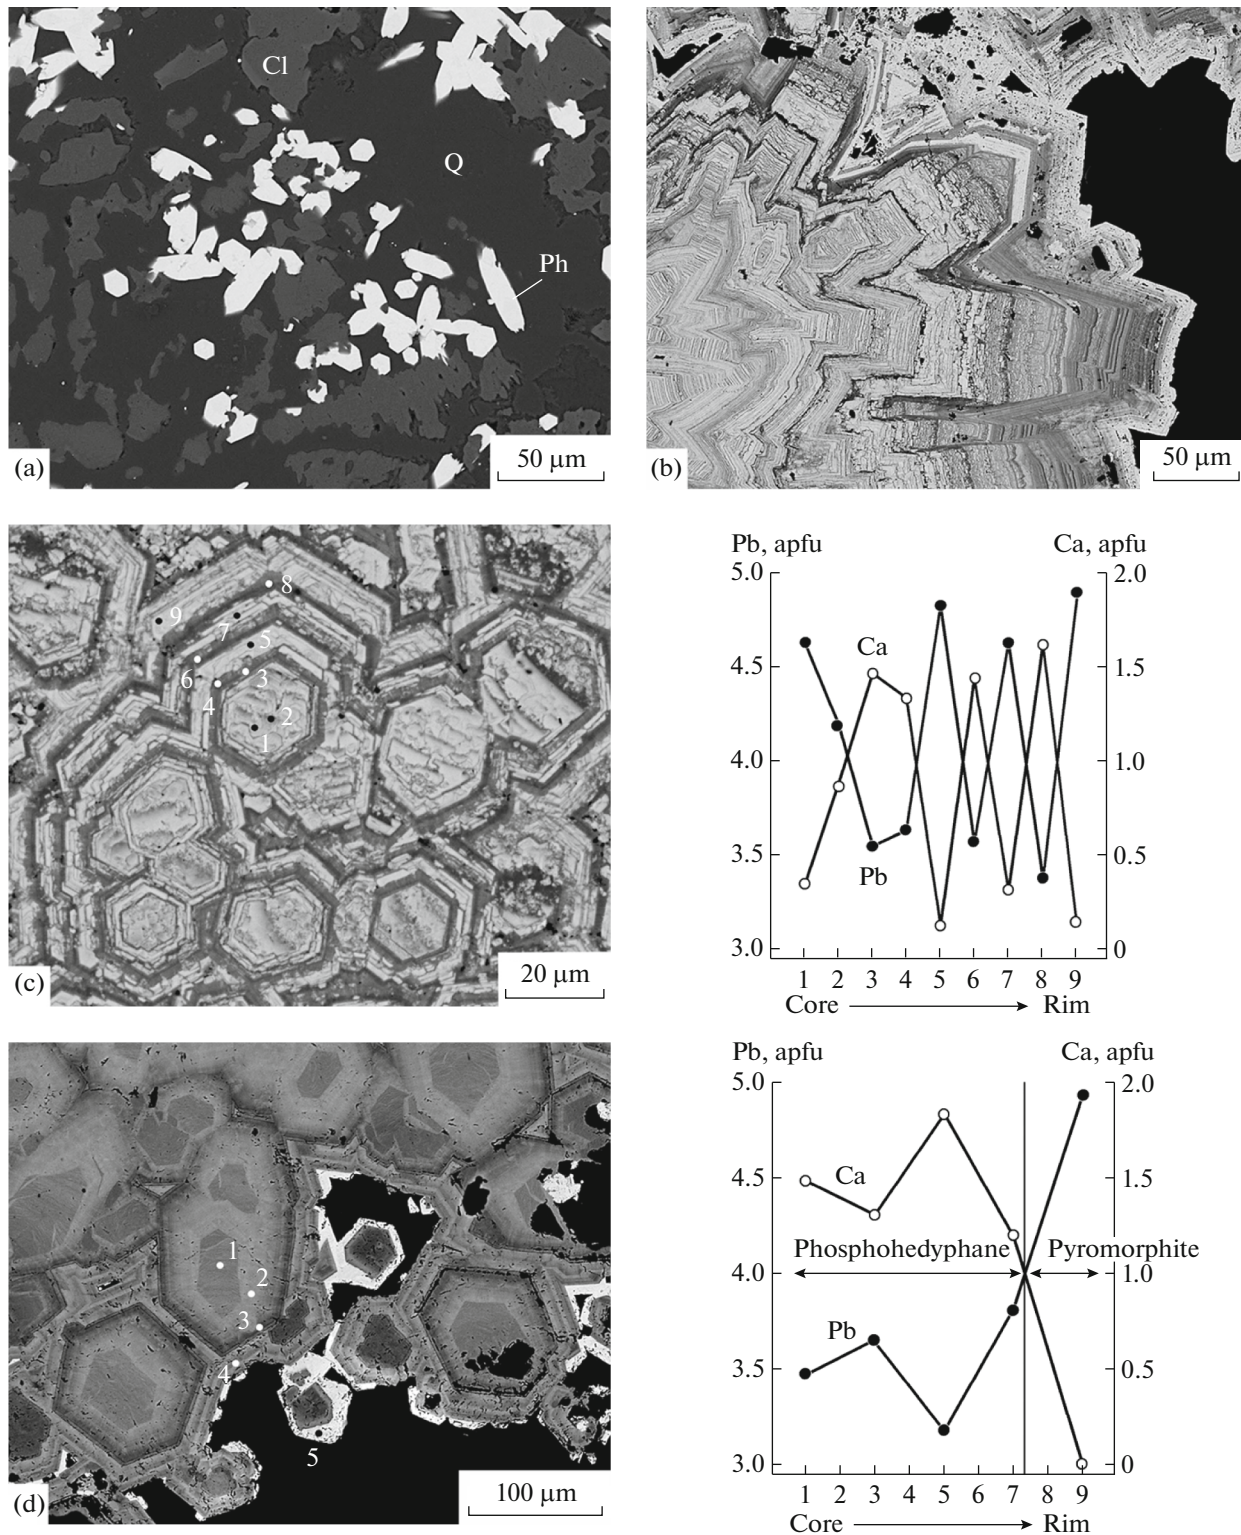 Cl
Q
Ph
(a)
50 µm
(b)
50 µm
8
9
7
5
6
3
4
2
1
(c)
20 µm
Pb, apfu
Ca, apfu
5.0
2.0
4.5
1.5
4.0
1.0
3.5
0.5
3.0
0
Ca
Pb
1 2 3 4 5 6 7 8 9
Core
Rim
1
2
3
4
5
(d)
100 µm
Pb, apfu
Ca, apfu
5.0
2.0
4.5
1.5
4.0
1.0
3.5
0.5
3.0
0
Ca
Phosphohedyphane
Pyromorphite
Pb
1 2 3 4 5 6 7 8 9
Core
Rim